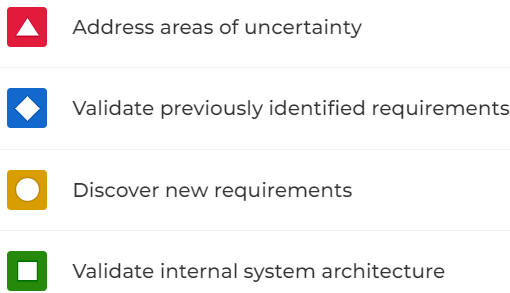 Address areas of uncertainty
Validate previously identified requirements
Discover new requirements
Validate internal system architecture